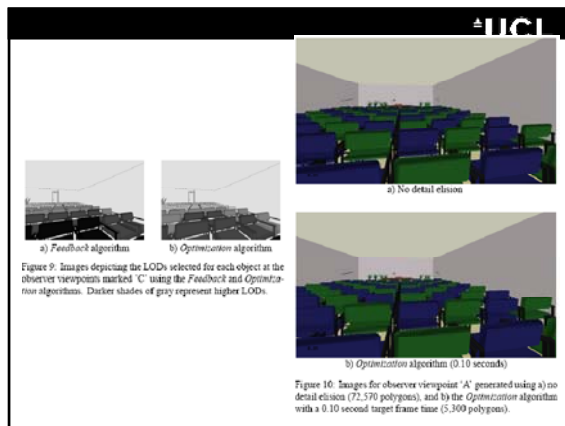 UCL
a) Feedback algorithm
b) Optimization algorithm
Figure 9: Images depicting the LODs selected for each object at the
observer viewpoints marked 'C' using the Feedback and Optimiza-
tion algorithms. Darker shades of gray represent higher LODs.
a) No detail elision
b) Optimization algorithm (0.10 seconds)
Figure 10: Images for observer viewpoint 'A' generated using a) no
detail elision (72,570 polygons), and b) the Optimization algorithm
with a 0.10 second target frame time (5,300 polygons).